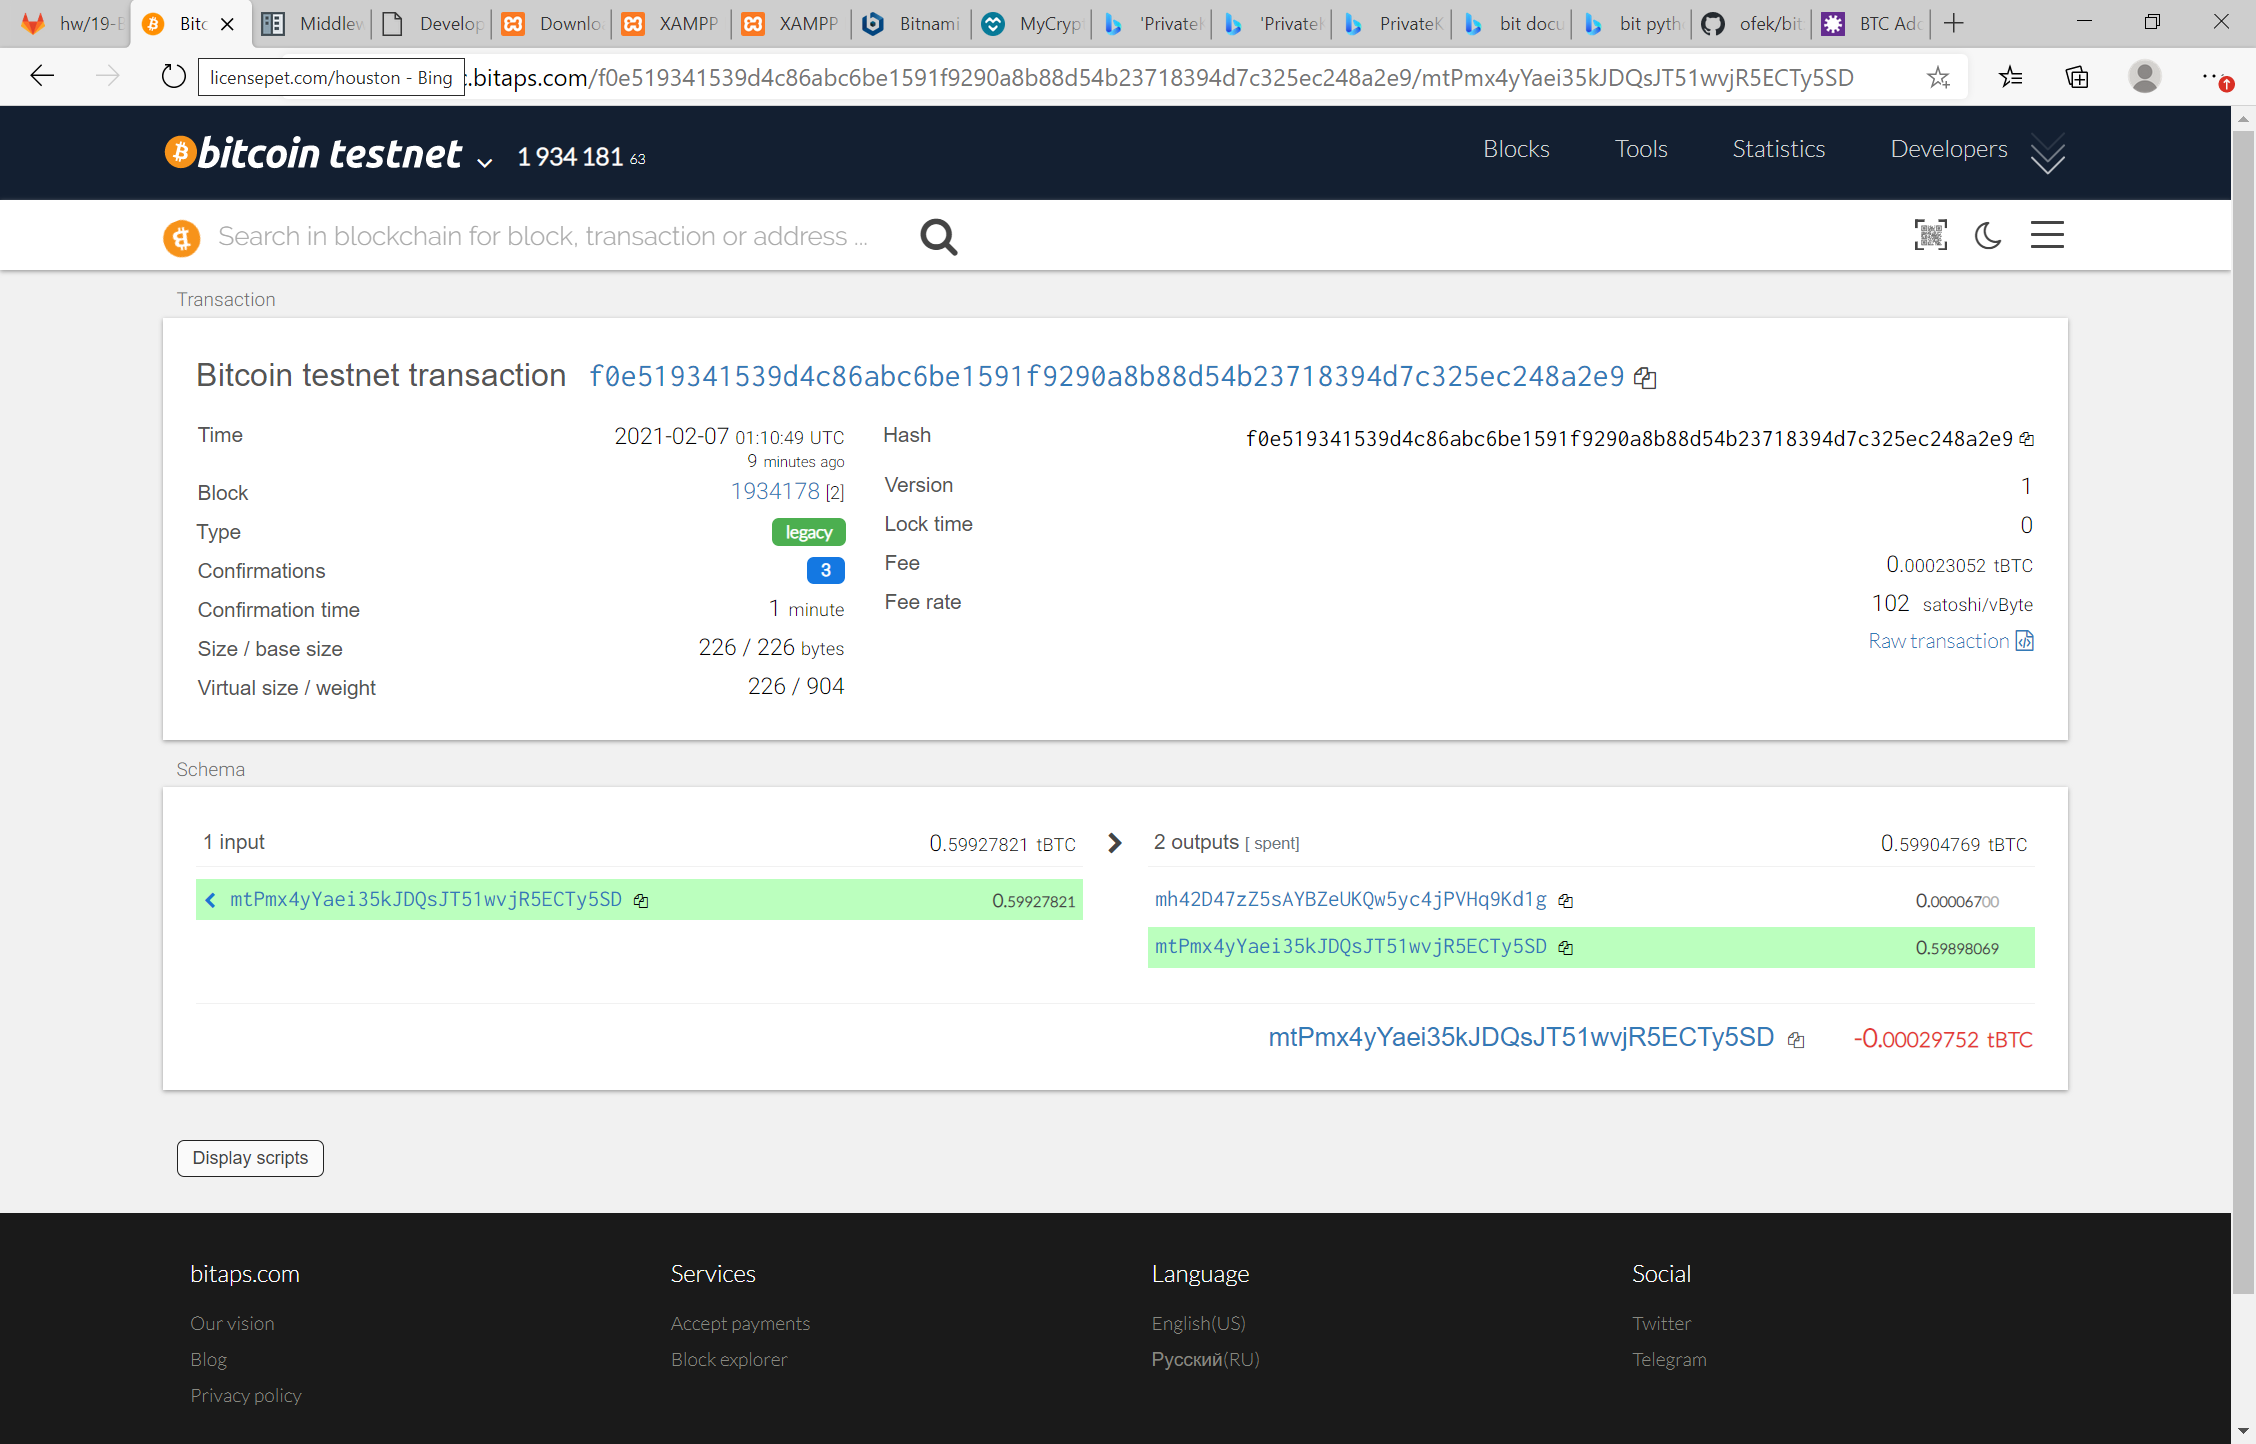 hw/19-B
Bitc
Middlew
Develop
Downlo
XAMPP
XAMPP
Bitnami
MyCryp
'Privatek
'Privatek
PrivateK
bit docu
bit pyth
ofek/bit
BTC Add
licensepet.com/houston - Bing
.bitaps.com/f0e519341539d4c86abc6be1591f9290a8b88d54b23718394d7c325ec248a2e9/mtPmx4yYaei35kJDQsJT51wvjR5ECTy5SD
bitcoin testnet 1 934 181 63
Blocks Tools Statistics Developers
Search in blockchain for block, transaction or address ...
Transaction
Bitcoin testnet transaction f0e519341539d4c86abc6be1591f9290a8b88d54b23718394d7c325ec248a2e9
Time 2021-02-07 01:10:49 UTC
9 minutes ago
Block 1934178 [2]
Type legacy
Confirmations 3
Confirmation time 1 minute
Size / base size 226 / 226 bytes
Virtual size / weight 226 / 904
Hash f0e519341539d4c86abc6be1591f9290a8b88d54b23718394d7c325ec248a2e9
Version 1
Lock time 0
Fee 0.00023052 tBTC
Fee rate 102 satoshi/vByte
Raw transaction
Schema
1 input 0.59927821 tBTC
mtPmx4yYaei35kJDQsJT51wvjR5ECTy5SD 0.59927821
2 outputs [ spent] 0.59904769 tBTC
mh42D47zZ5sAYBZeUKQw5yc4jPVHq9Kd1g 0.00006700
mtPmx4yYaei35kJDQsJT51wvjR5ECTy5SD 0.59898069
mtPmx4yYaei35kJDQsJT51wvjR5ECTy5SD -0.00029752 tBTC
Display scripts
bitaps.com
Our vision
Blog
Privacy policy
Services
Accept payments
Block explorer
Language
English(US)
Русский(RU)
Social
Twitter
Telegram